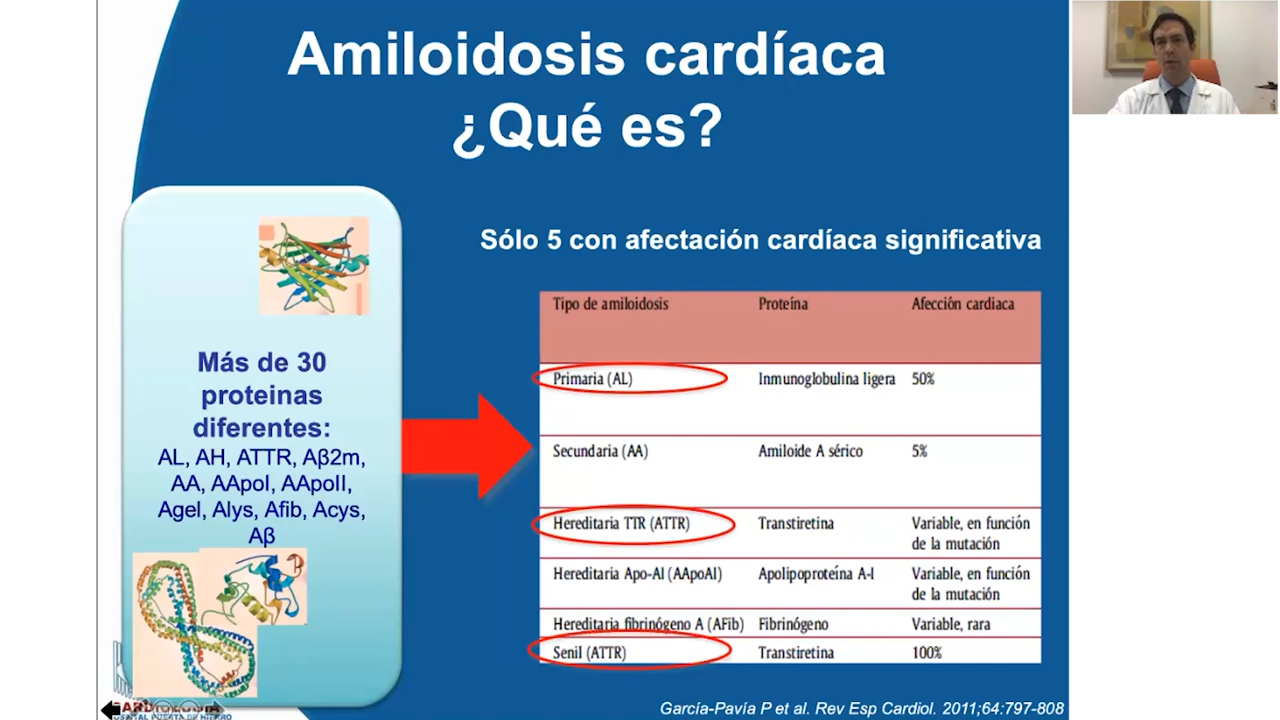 Amiloidosis cardíaca
¿Qué es?
Sólo 5 con afectación cardíaca significativa
Más de 30
proteinas
diferentes:
AL, AH, ATTR, Aβ2m,
AA, AApoI, AApoII,
Agel, Alys, Afib, Acys,
Aβ
Tipo de amiloidosis Proteína Afección cardiaca
Primaria (AL) Inmunoglobulina ligera 50%
Secundaria (AA) Amiloide A sérico 5%
Hereditaria TTR (ATTR) Transtiretina Variable, en función
de la mutación
Hereditaria Apo-AI (AApoAI) Apolipoproteína A-I Variable, en función
de la mutación
Hereditaria fibrinógeno A (AFib) Fibrinógeno Variable, rara
Senil (ATTR) Transtiretina 100%
García-Pavía P et al. Rev Esp Cardiol. 2011;64:797-808
CARDIOLOGÍA
PUERTA DE HIERRO